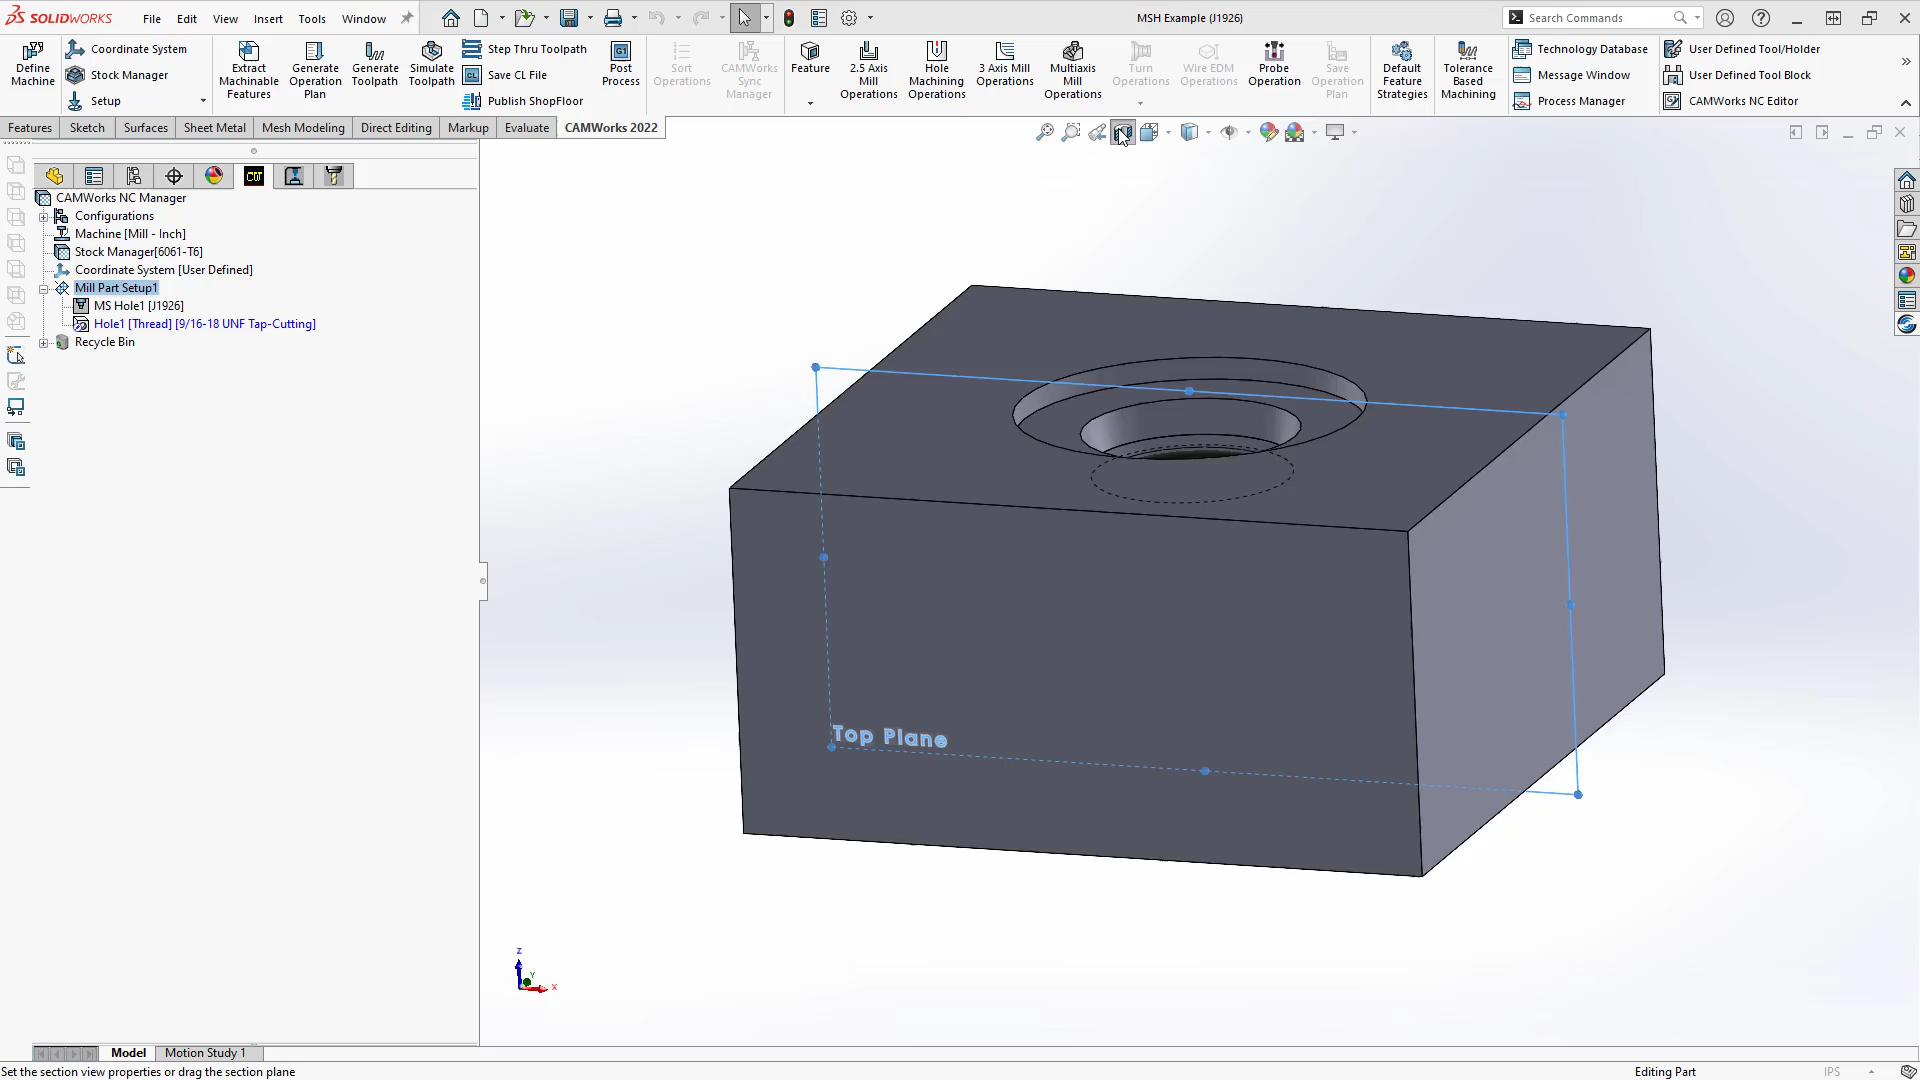 SOLIDWORKS
File Edit View Insert Tools Window
MSH Example (J1926)
Search Commands
Define Machine
Coordinate System
Stock Manager
Setup
Extract Machinable Features
Generate Operation Plan
Generate Toolpath
Simulate Toolpath
Step Thru Toolpath
Save CL File
Publish ShopFloor
Post Process
Sort Operations
CAMWorks Sync Manager
Feature
2.5 Axis Mill Operations
Hole Machining Operations
3 Axis Mill Operations
Multiaxis Mill Operations
Turn Operations
Wire EDM Operations
Probe Operation
Save Operation Plan
Default Feature Strategies
Tolerance Based Machining
Technology Database
Message Window
Process Manager
User Defined Tool/Holder
User Defined Tool Block
CAMWorks NC Editor
Features Sketch Surfaces Sheet Metal Mesh Modeling Direct Editing Markup Evaluate CAMWorks 2022
CAMWorks NC Manager
Configurations
Machine [Mill - Inch]
Stock Manager[6061-T6]
Coordinate System [User Defined]
Mill Part Setup1
MS Hole1 [J1926]
Hole1 [Thread] [9/16-18 UNF Tap-Cutting]
Recycle Bin
Top Plane
Z
Y
X
Model Motion Study 1
Set the section view properties or drag the section plane
Editing Part
IPS